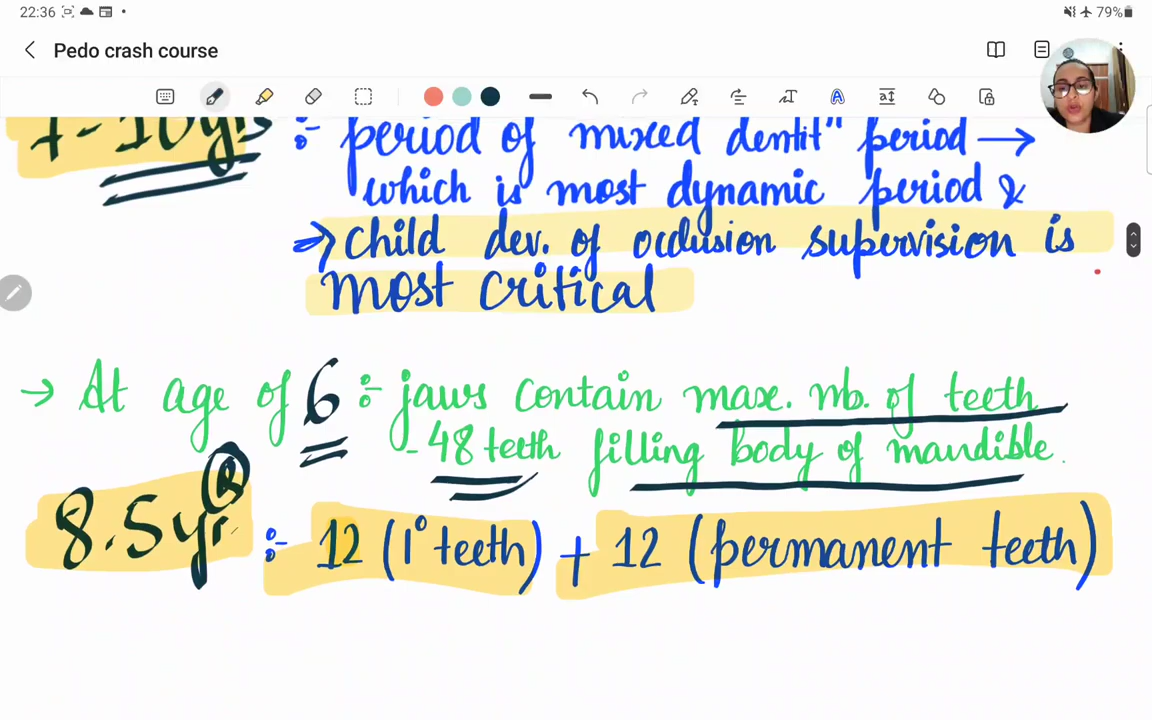 22:36
79%
Pedo crash course
7-10yrs :- period of mixed dentitⁿ period →
which is most dynamic period &
→ child dev. of occlusion supervision is
most critical
→ At age of 6 :- jaws contain max. nb. of teeth
- 48 teeth filling body of mandible.
8.5yr :- 12 (1° teeth) + 12 (permanent teeth)